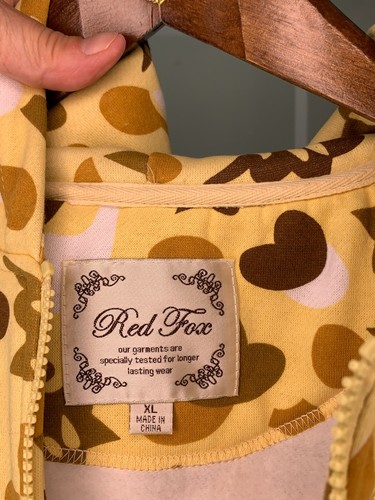 Red Fox
our garments are
specially tested for longer
lasting wear
XL
MADE IN
CHINA